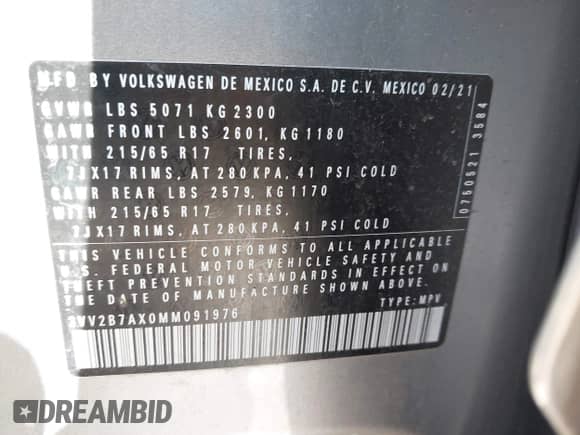 MFD BY VOLKSWAGEN DE MEXICO S.A. DE C.V. MEXICO 02/21
GVWR LBS 5071 KG 2300
GAWR FRONT LBS 2601, KG 1180
WITH 215/65 R17 TIRES,
7JX17 RIMS, AT 280 KPA, 41 PSI COLD
GAWR REAR LBS 2579, KG 1170
WITH 215/65 R17 TIRES,
7JX17 RIMS, AT 280 KPA, 41 PSI COLD
THIS VEHICLE CONFORMS TO ALL APPLICABLE
U.S. FEDERAL MOTOR VEHICLE SAFETY AND
THEFT PREVENTION STANDARDS IN EFFECT ON
THE DATE OF MANUFACTURE SHOWN ABOVE.
3VV2B7AX0MM091976 TYPE: MPV
0750521 3584
DREAMBID